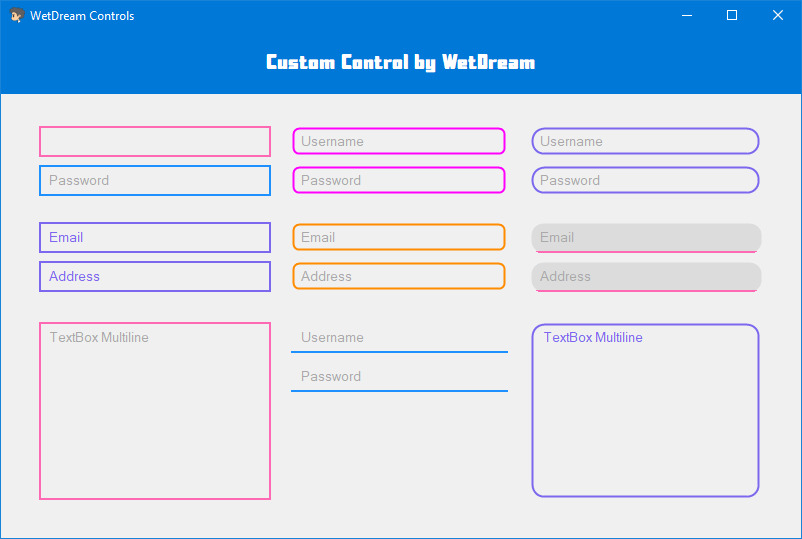 WetDream Controls
Custom Control by WetDream
Username
Username
Password
Password
Password
Email
Email
Email
Address
Address
Address
TextBox Multiline
Username
TextBox Multiline
Password